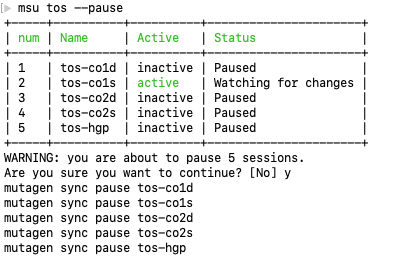 msu tos --pause
+-----+----------+----------+----------------------+
| num | Name     | Active   | Status               |
+-----+----------+----------+----------------------+
| 1   | tos-co1d | inactive | Paused               |
| 2   | tos-co1s | active   | Watching for changes |
| 3   | tos-co2d | inactive | Paused               |
| 4   | tos-co2s | inactive | Paused               |
| 5   | tos-hgp  | inactive | Paused               |
+-----+----------+----------+----------------------+
WARNING: you are about to pause 5 sessions.
Are you sure you want to continue? [No] y
mutagen sync pause tos-co1d
mutagen sync pause tos-co1s
mutagen sync pause tos-co2d
mutagen sync pause tos-co2s
mutagen sync pause tos-hgp